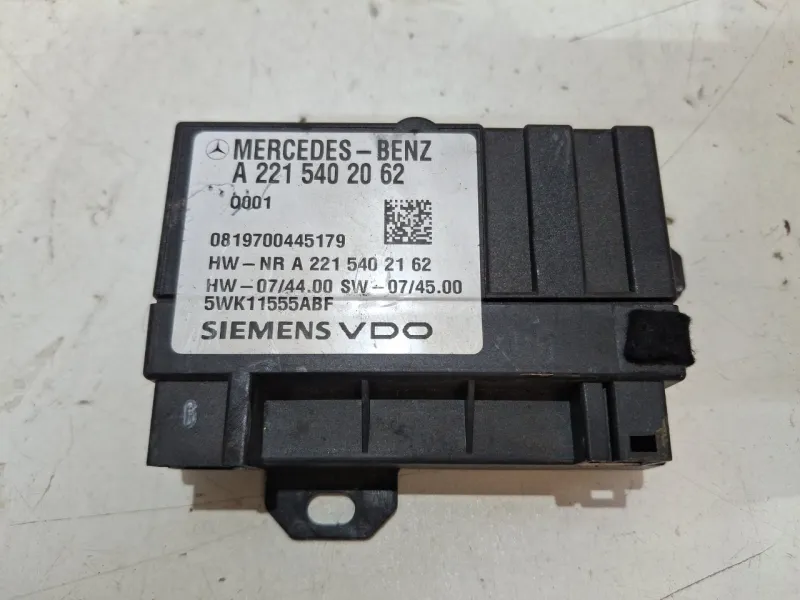 MERCEDES-BENZ
A 221 540 20 62
0001
0819700445179
HW-NR A 221 540 21 62
HW-07/44.00 SW-07/45.00
5WK11555ABF
SIEMENS VDO